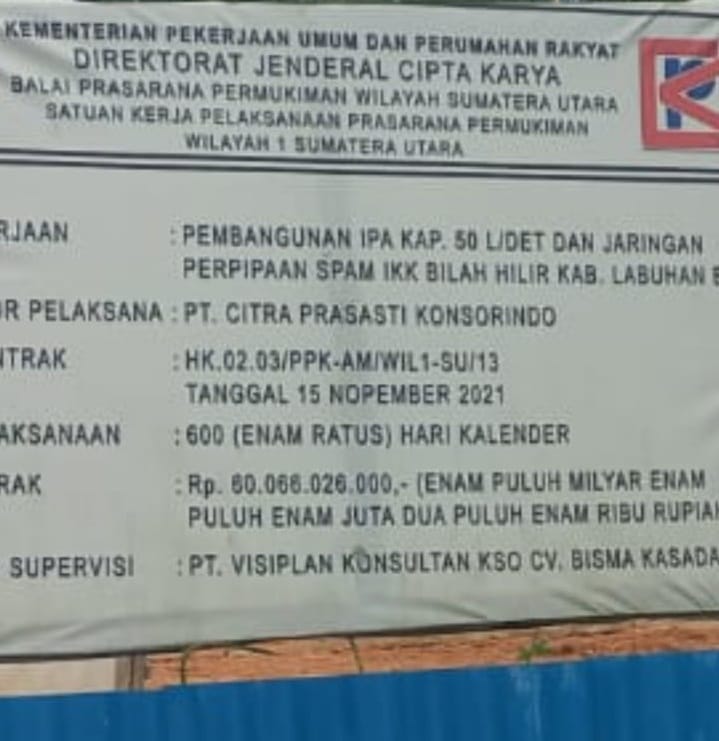 KEMENTERIAN PEKERJAAN UMUM DAN PERUMAHAN RAKYAT
DIREKTORAT JENDERAL CIPTA KARYA
BALAI PRASARANA PERMUKIMAN WILAYAH SUMATERA UTARA
SATUAN KERJA PELAKSANAAN PRASARANA PERMUKIMAN
WILAYAH 1 SUMATERA UTARA
RJAAN : PEMBANGUNAN IPA KAP. 50 L/DET DAN JARINGAN
PERPIPAAN SPAM IKK BILAH HILIR KAB. LABUHAN B
OR PELAKSANA : PT. CITRA PRASASTI KONSORINDO
NTRAK : HK.02.03/PPK-AM/WIL1-SU/13
TANGGAL 15 NOPEMBER 2021
AKSANAAN : 600 (ENAM RATUS) HARI KALENDER
RAK : Rp. 60.066.026.000,- (ENAM PULUH MILYAR ENAM
PULUH ENAM JUTA DUA PULUH ENAM RIBU RUPIAH
SUPERVISI : PT. VISIPLAN KONSULTAN KSO CV. BISMA KASADA